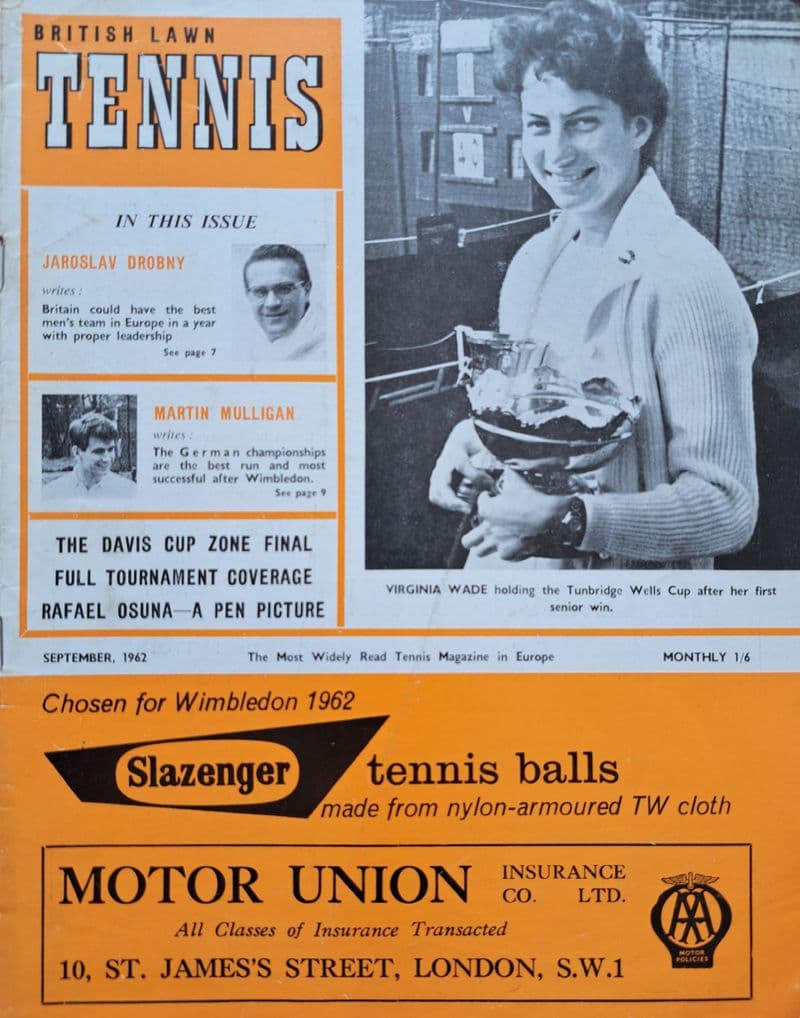 BRITISH LAWN
TENNIS
IN THIS ISSUE
JAROSLAV DROBNY
writes :
Britain could have the best
men's team in Europe in a year
with proper leadership
See page 7
MARTIN MULLIGAN
writes :
The German championships
are the best run and most
successful after Wimbledon.
See page 9
THE DAVIS CUP ZONE FINAL
FULL TOURNAMENT COVERAGE
RAFAEL OSUNA—A PEN PICTURE
V
40
VIRGINIA WADE holding the Tunbridge Wells Cup after her first
senior win.
SEPTEMBER, 1962 The Most Widely Read Tennis Magazine in Europe MONTHLY 1/6
Chosen for Wimbledon 1962
Slazenger tennis balls
made from nylon-armoured TW cloth
MOTOR UNION INSURANCE
CO. LTD.
All Classes of Insurance Transacted
10, ST. JAMES'S STREET, LONDON, S.W.1
AA
MOTOR
POLICIES